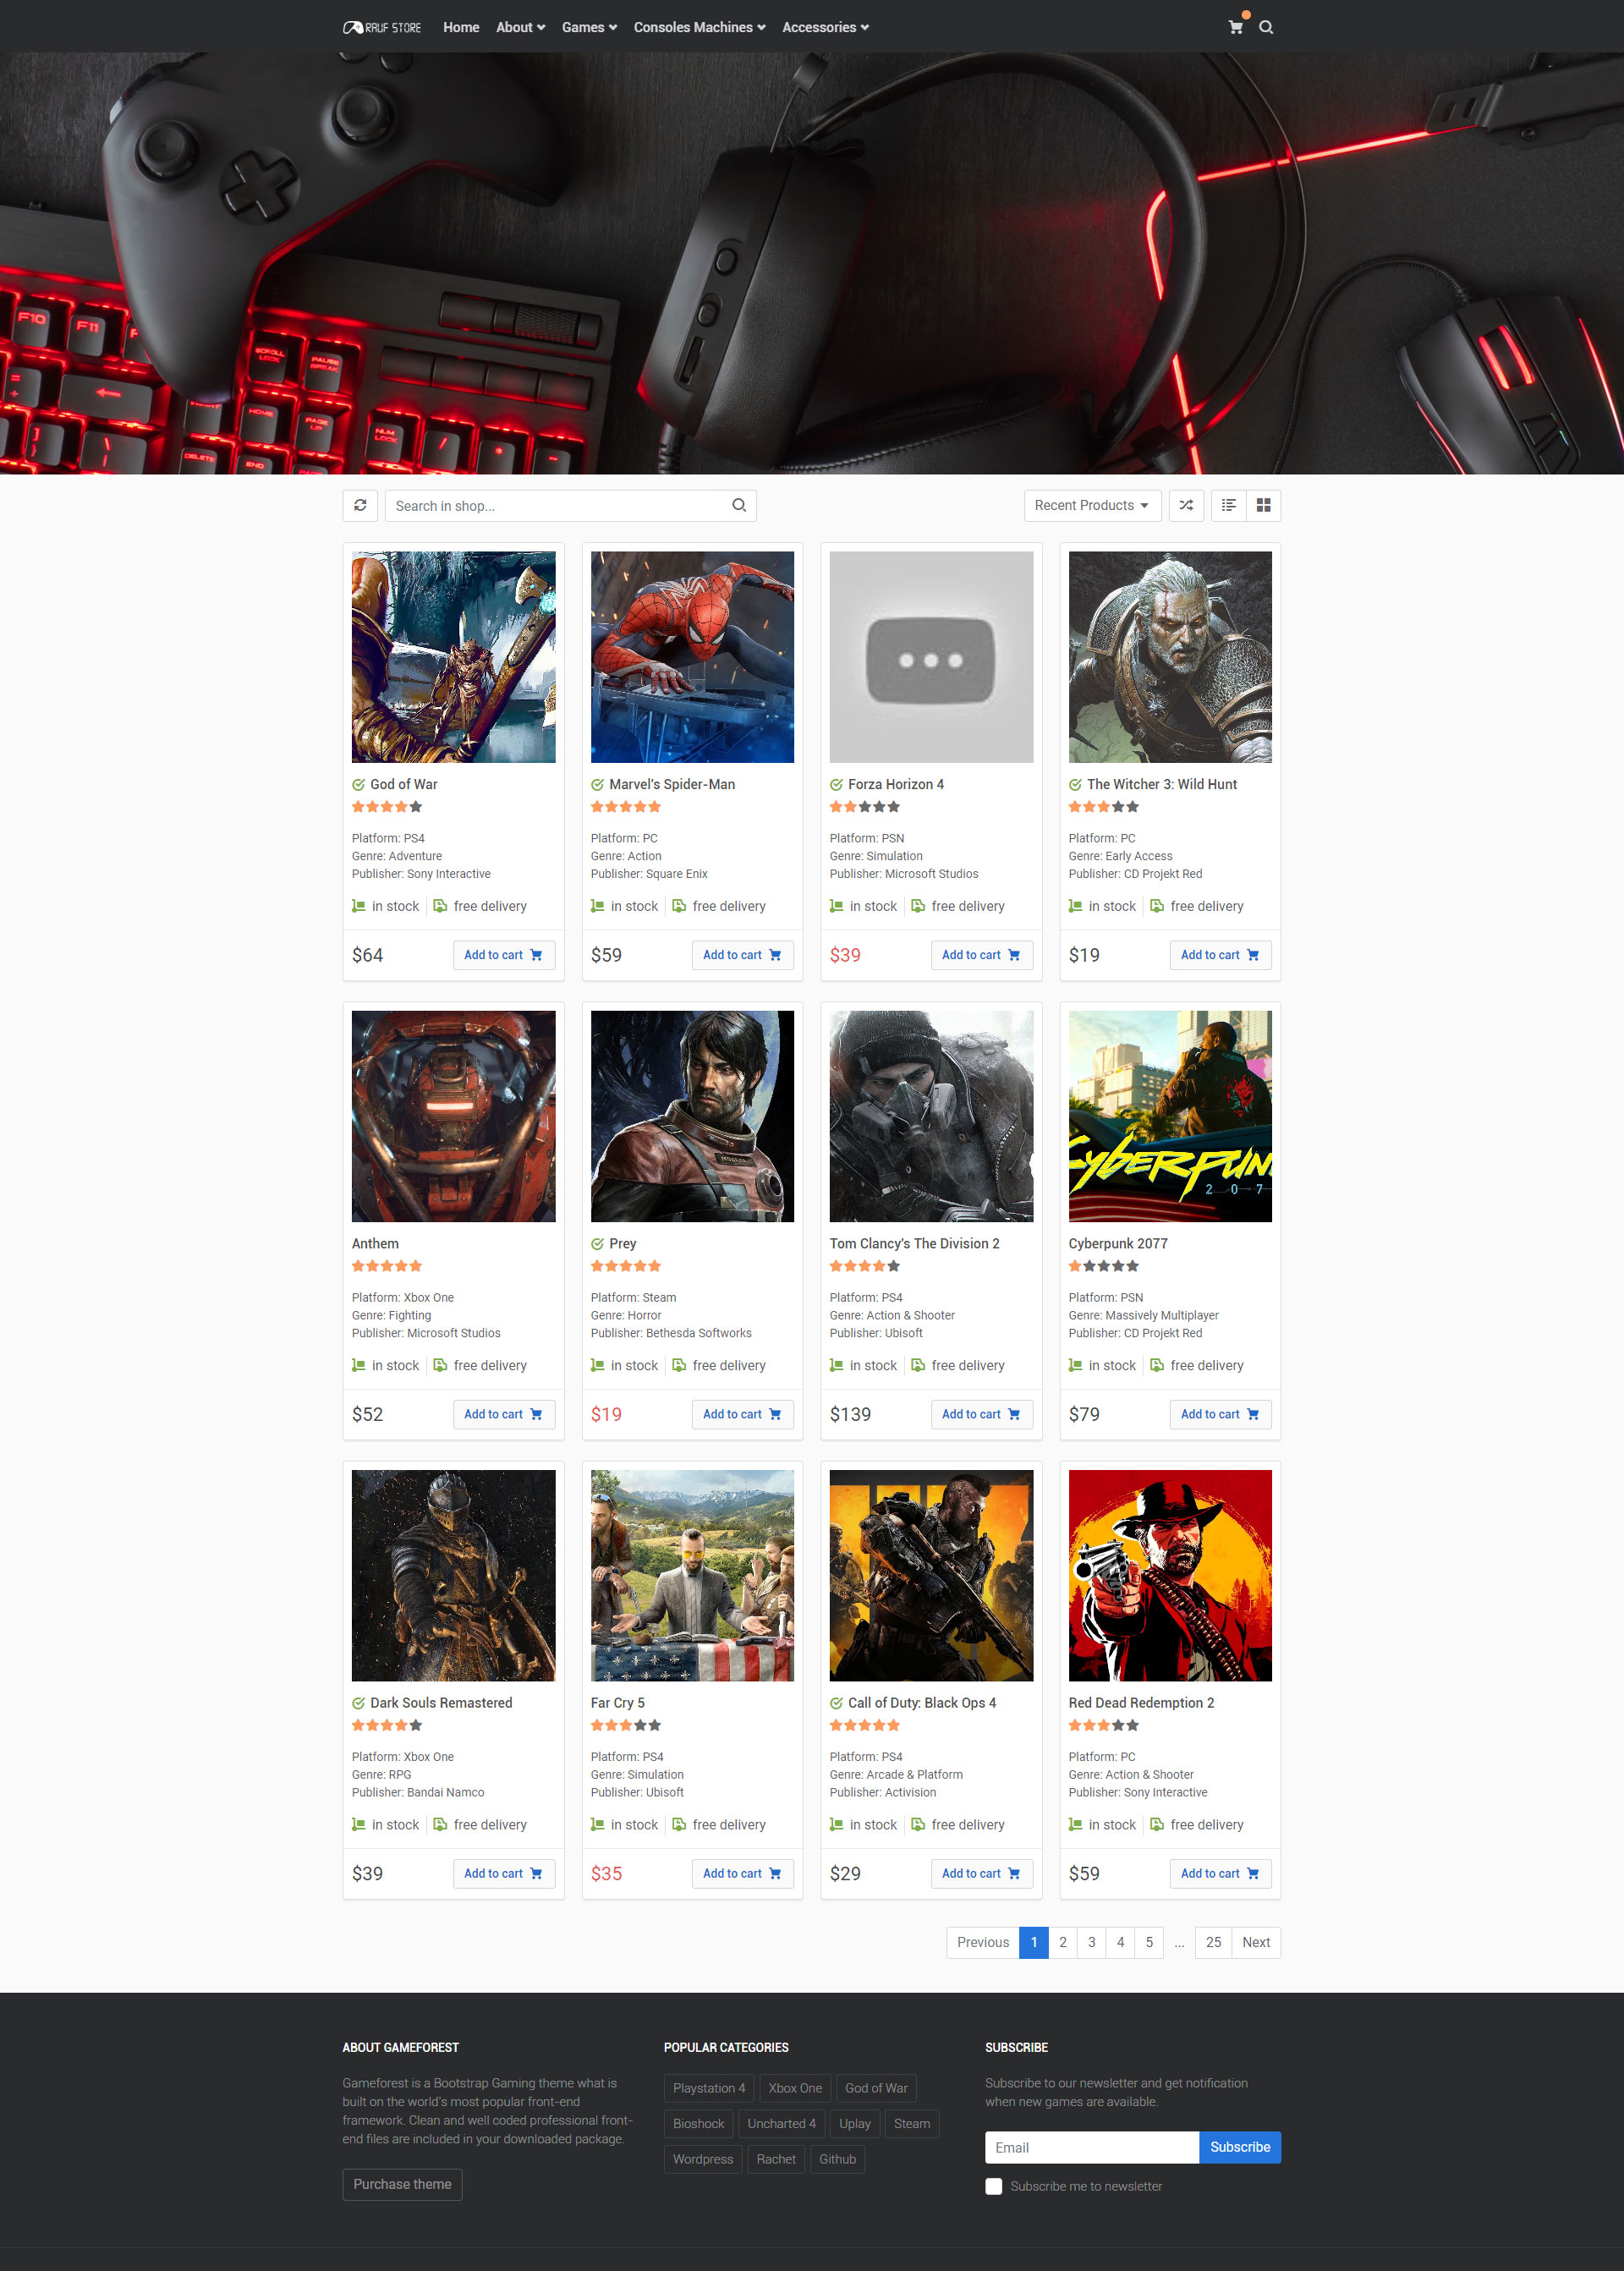 RAUF STORE Home About Games Consoles Machines Accessories
F10 F11 SCROLL LOCK PAUSE BREAK
HOME PAGE UP NUM LOCK / * -
DELETE END
Search in shop... Recent Products
God of War
Platform: PS4
Genre: Adventure
Publisher: Sony Interactive
in stock free delivery
$64 Add to cart
Marvel's Spider-Man
Platform: PC
Genre: Action
Publisher: Square Enix
in stock free delivery
$59 Add to cart
Forza Horizon 4
Platform: PSN
Genre: Simulation
Publisher: Microsoft Studios
in stock free delivery
$39 Add to cart
The Witcher 3: Wild Hunt
Platform: PC
Genre: Early Access
Publisher: CD Projekt Red
in stock free delivery
$19 Add to cart
Anthem
Platform: Xbox One
Genre: Fighting
Publisher: Microsoft Studios
in stock free delivery
$52 Add to cart
Prey
Platform: Steam
Genre: Horror
Publisher: Bethesda Softworks
in stock free delivery
$19 Add to cart
Tom Clancy's The Division 2
Platform: PS4
Genre: Action & Shooter
Publisher: Ubisoft
in stock free delivery
$139 Add to cart
CYBERPUN
207
Cyberpunk 2077
Platform: PSN
Genre: Massively Multiplayer
Publisher: CD Projekt Red
in stock free delivery
$79 Add to cart
Dark Souls Remastered
Platform: Xbox One
Genre: RPG
Publisher: Bandai Namco
in stock free delivery
$39 Add to cart
Far Cry 5
Platform: PS4
Genre: Simulation
Publisher: Ubisoft
in stock free delivery
$35 Add to cart
Call of Duty: Black Ops 4
Platform: PS4
Genre: Arcade & Platform
Publisher: Activision
in stock free delivery
$29 Add to cart
Red Dead Redemption 2
Platform: PC
Genre: Action & Shooter
Publisher: Sony Interactive
in stock free delivery
$59 Add to cart
Previous 1 2 3 4 5 ... 25 Next
ABOUT GAMEFOREST
Gameforest is a Bootstrap Gaming theme what is
built on the world's most popular front-end
framework. Clean and well coded professional front-
end files are included in your downloaded package.
Purchase theme
POPULAR CATEGORIES
Playstation 4 Xbox One God of War
Bioshock Uncharted 4 Uplay Steam
Wordpress Rachet Github
SUBSCRIBE
Subscribe to our newsletter and get notification
when new games are available.
Email Subscribe
Subscribe me to newsletter